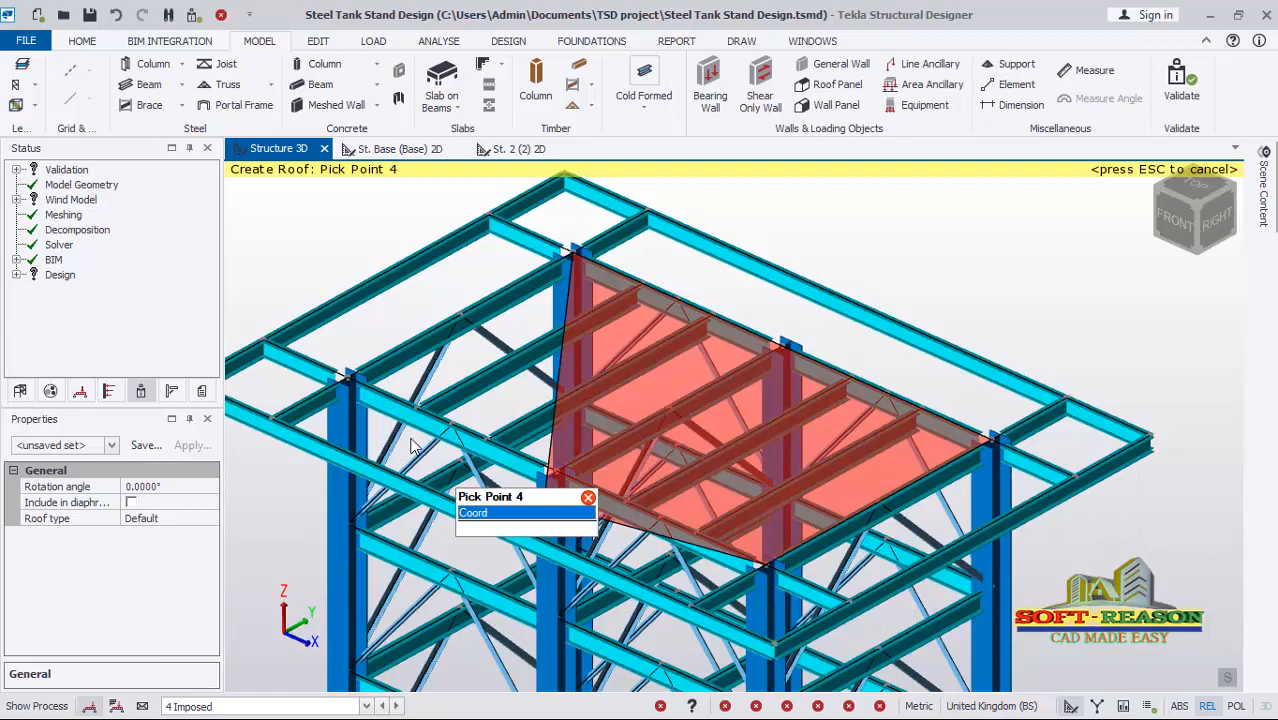 Steel Tank Stand Design (C:\Users\Admin\Documents\TSD project\Steel Tank Stand Design.tsmd) - Tekla Structural Designer
Sign in
FILE HOME BIM INTEGRATION MODEL EDIT LOAD ANALYSE DESIGN FOUNDATIONS REPORT DRAW WINDOWS
Column Joist Column General Wall Line Ancillary Support
Beam Truss Beam Roof Panel Area Ancillary Element Measure
Brace Portal Frame Meshed Wall Wall Panel Equipment Dimension Measure Angle
Slab on Beams Column Cold Formed Bearing Wall Shear Only Wall Validate
Le... Grid & ... Steel Concrete Slabs Timber Walls & Loading Objects Miscellaneous Validate
Status
Structure 3D St. Base (Base) 2D St. 2 (2) 2D
Create Roof: Pick Point 4 <press ESC to cancel>
Validation
Model Geometry
Wind Model
Meshing
Decomposition
Solver
BIM
Design
Scene Content
TOP
FRONT RIGHT
Properties
<unsaved set> Save... Apply...
General
Rotation angle 0.0000°
Include in diaphr...
Roof type Default
Pick Point 4
Coord
Z
Y
X
SOFT-REASON
CAD MADE EASY
General
S
Show Process 4 Imposed Metric United Kingdom (BS) ABS REL POL 3D